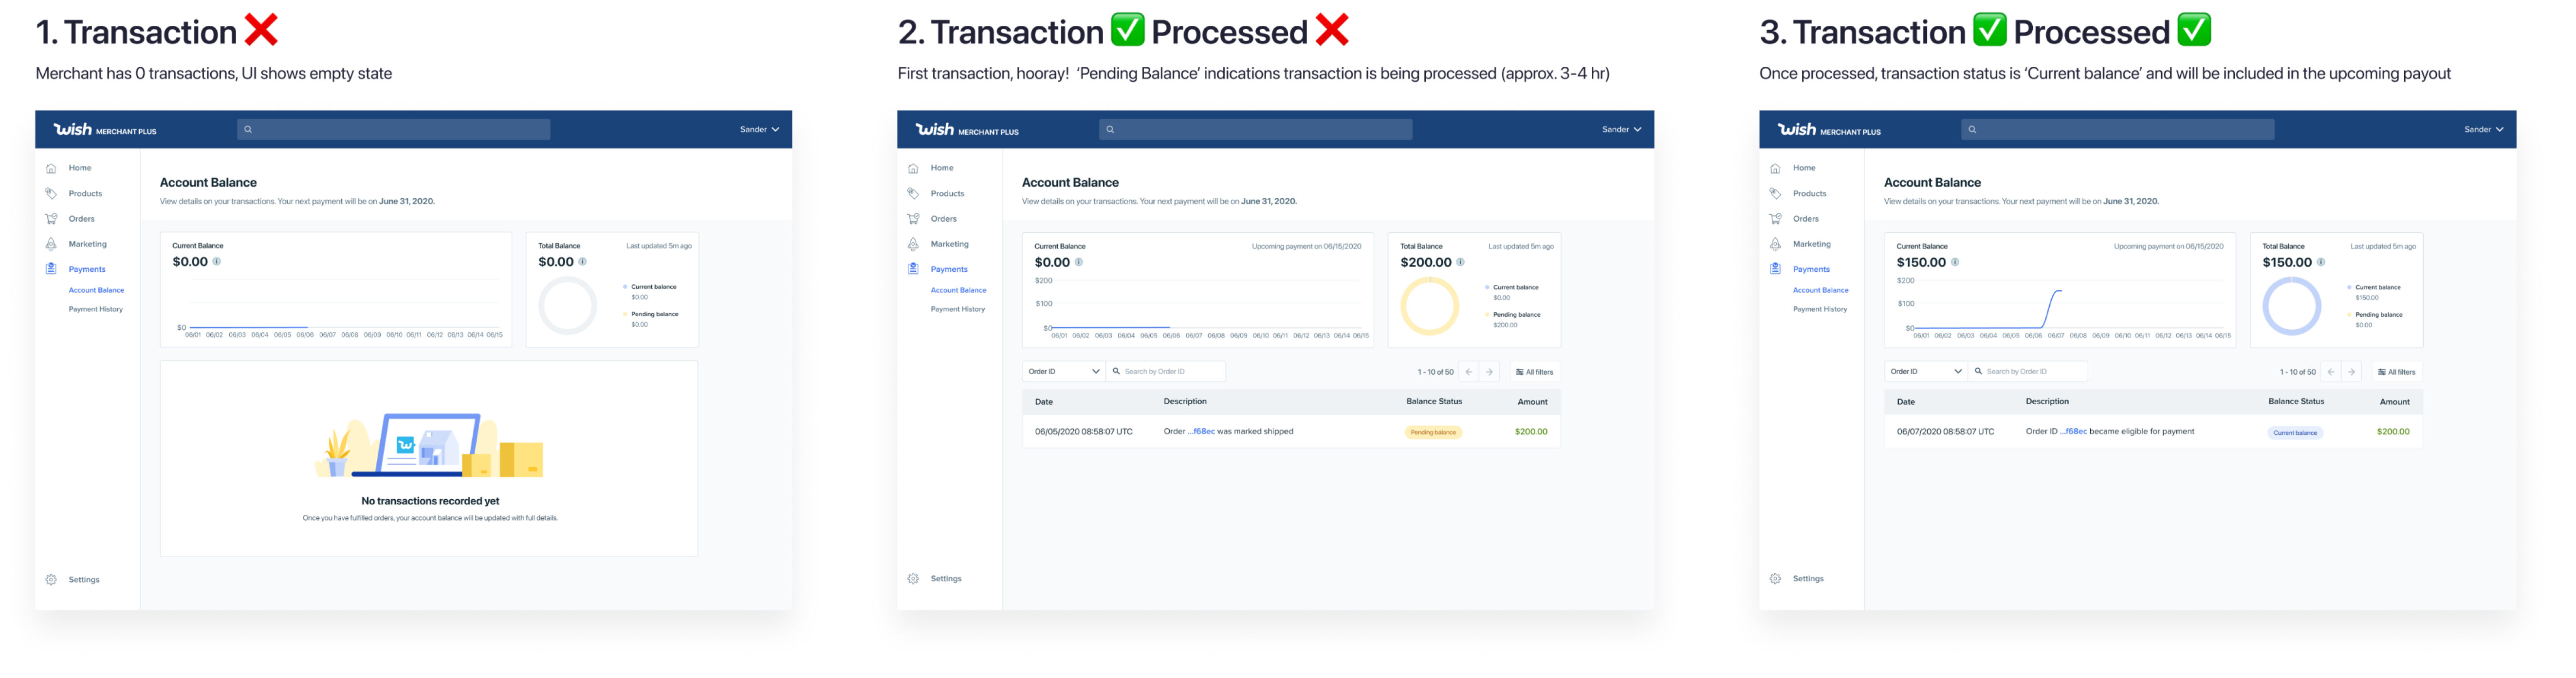 1. Transaction ❌
Merchant has 0 transactions, UI shows empty state
wish MERCHANT PLUS
Sander
Home
Products
Orders
Marketing
Payments
Account Balance
Payment History
Settings
Account Balance
View details on your transactions. Your next payment will be on June 31, 2020.
Current Balance
$0.00
$0
06/01 06/02 06/03 06/04 06/05 06/06 06/07 06/08 06/09 06/10 06/11 06/12 06/13 06/14 06/15
Total Balance Last updated 5m ago
$0.00
Current balance
$0.00
Pending balance
$0.00
w
No transactions recorded yet
Once you have fulfilled orders, your account balance will be updated with full details.
2. Transaction ✅ Processed ❌
First transaction, hooray! ‘Pending Balance’ indications transaction is being processed (approx. 3-4 hr)
wish MERCHANT PLUS
Sander
Home
Products
Orders
Marketing
Payments
Account Balance
Payment History
Settings
Account Balance
View details on your transactions. Your next payment will be on June 31, 2020.
Current Balance Upcoming payment on 06/15/2020
$0.00
$200
$100
$0
06/01 06/02 06/03 06/04 06/05 06/06 06/07 06/08 06/09 06/10 06/11 06/12 06/13 06/14 06/15
Total Balance Last updated 5m ago
$200.00
Current balance
$0.00
Pending balance
$200.00
Order ID Search by Order ID 1 - 10 of 50 All filters
Date Description Balance Status Amount
06/05/2020 08:58:07 UTC Order ...f68ec was marked shipped Pending balance $200.00
3. Transaction ✅ Processed ✅
Once processed, transaction status is ‘Current balance’ and will be included in the upcoming payout
wish MERCHANT PLUS
Sander
Home
Products
Orders
Marketing
Payments
Account Balance
Payment History
Settings
Account Balance
View details on your transactions. Your next payment will be on June 31, 2020.
Current Balance Upcoming payment on 06/15/2020
$150.00
$200
$100
$0
06/01 06/02 06/03 06/04 06/05 06/06 06/07 06/08 06/09 06/10 06/11 06/12 06/13 06/14 06/15
Total Balance Last updated 5m ago
$150.00
Current balance
$150.00
Pending balance
$0.00
Order ID Search by Order ID 1 - 10 of 50 All filters
Date Description Balance Status Amount
06/07/2020 08:58:07 UTC Order ID ...f68ec became eligible for payment Current balance $200.00